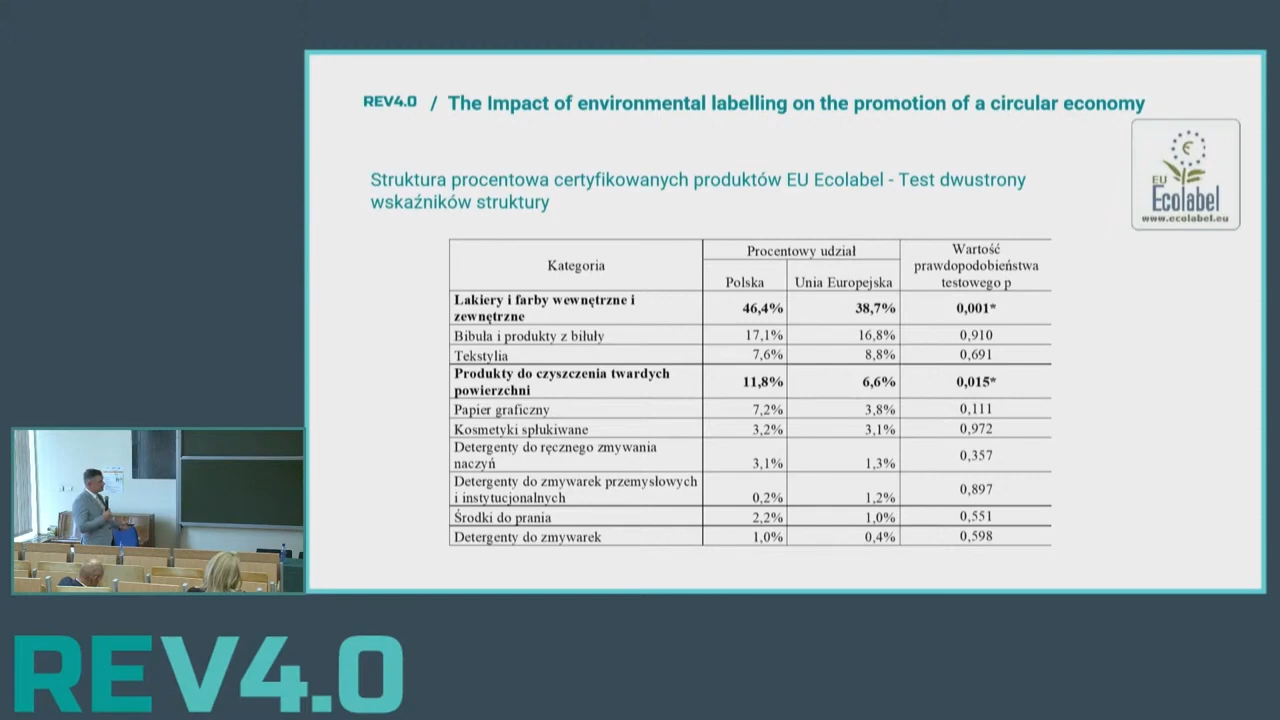 REV4.0 / The Impact of environmental labelling on the promotion of a circular economy
EU
Ecolabel
www.ecolabel.eu
Struktura procentowa certyfikowanych produktów EU Ecolabel - Test dwustrony
wskaźników struktury
Kategoria
Procentowy udział
Wartość
prawdopodobieństwa
testowego p
Polska
Unia Europejska
Lakiery i farby wewnętrzne i
zewnętrzne
46,4% 38,7% 0,001*
Bibuła i produkty z biłuły 17,1% 16,8% 0,910
Tekstylia 7,6% 8,8% 0,691
Produkty do czyszczenia twardych
powierzchni
11,8% 6,6% 0,015*
Papier graficzny 7,2% 3,8% 0,111
Kosmetyki spłukiwane 3,2% 3,1% 0,972
Detergenty do ręcznego zmywania
naczyń 3,1% 1,3% 0,357
Detergenty do zmywarek przemysłowych
i instytucjonalnych 0,2% 1,2% 0,897
Środki do prania 2,2% 1,0% 0,551
Detergenty do zmywarek 1,0% 0,4% 0,598
REV4.0